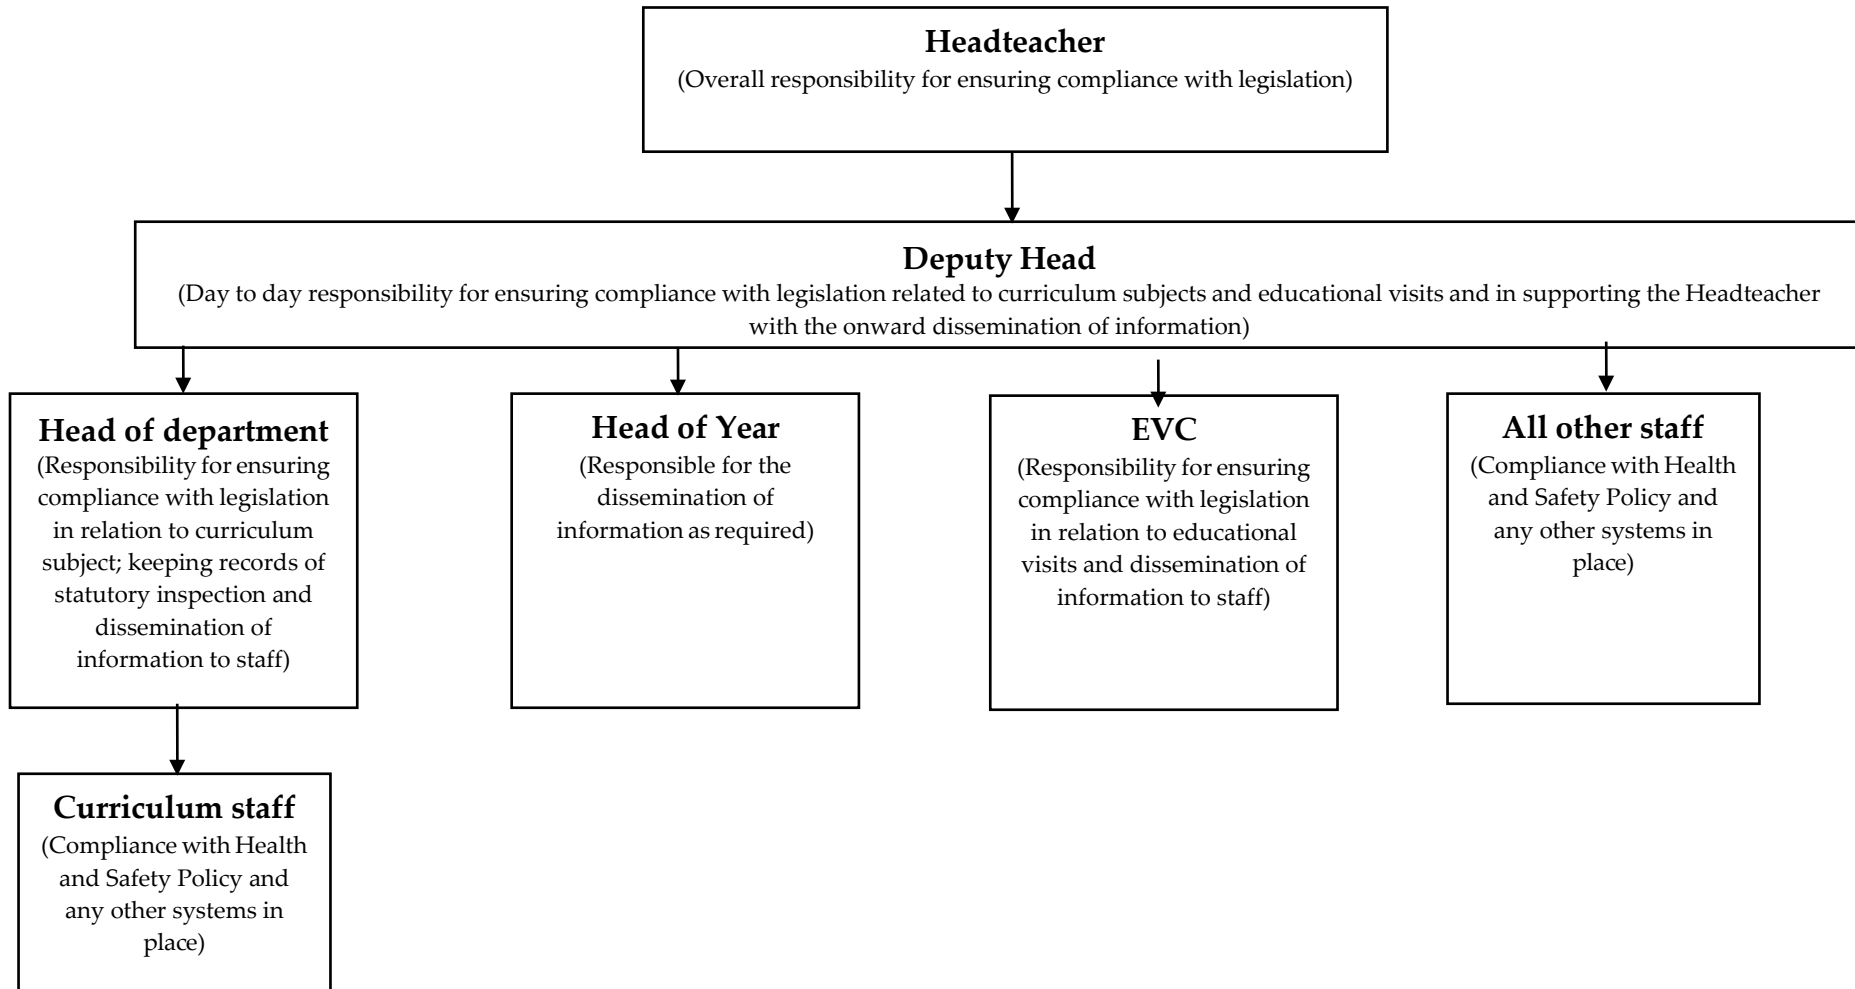 Headteacher
(Overall responsibility for ensuring compliance with legislation)
Deputy Head
(Day to day responsibility for ensuring compliance with legislation related to curriculum subjects and educational visits and in supporting the Headteacher
with the onward dissemination of information)
Head of department
(Responsibility for ensuring
compliance with legislation
in relation to curriculum
subject; keeping records of
statutory inspection and
dissemination of
information to staff)
Head of Year
(Responsible for the
dissemination of
information as required)
EVC
(Responsibility for ensuring
compliance with legislation
in relation to educational
visits and dissemination of
information to staff)
All other staff
(Compliance with Health
and Safety Policy and
any other systems in
place)
Curriculum staff
(Compliance with Health
and Safety Policy and
any other systems in
place)